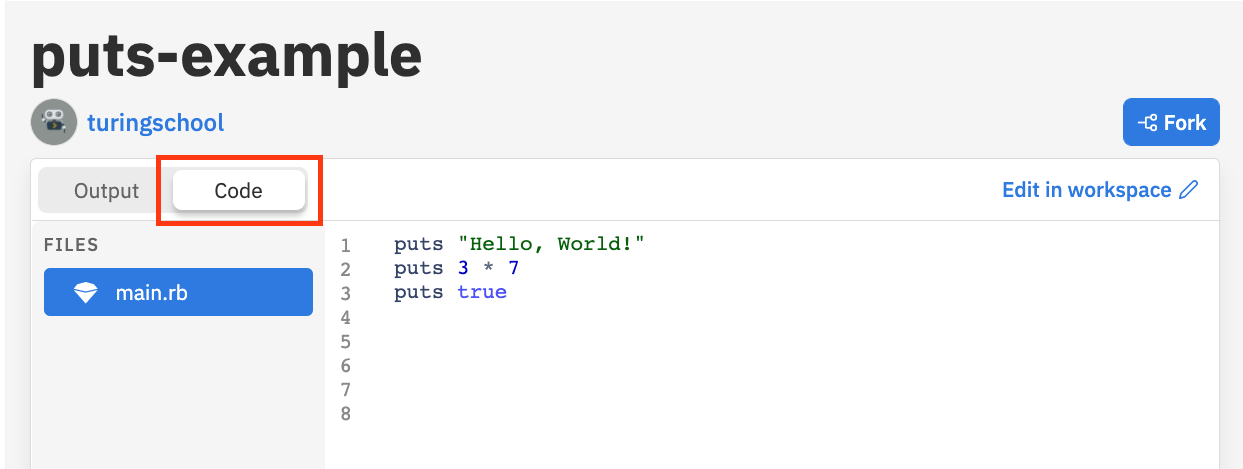 puts-example
turingschool
Fork
Output Code
Edit in workspace
FILES
main.rb
1 puts "Hello, World!"
2 puts 3 * 7
3 puts true
4
5
6
7
8